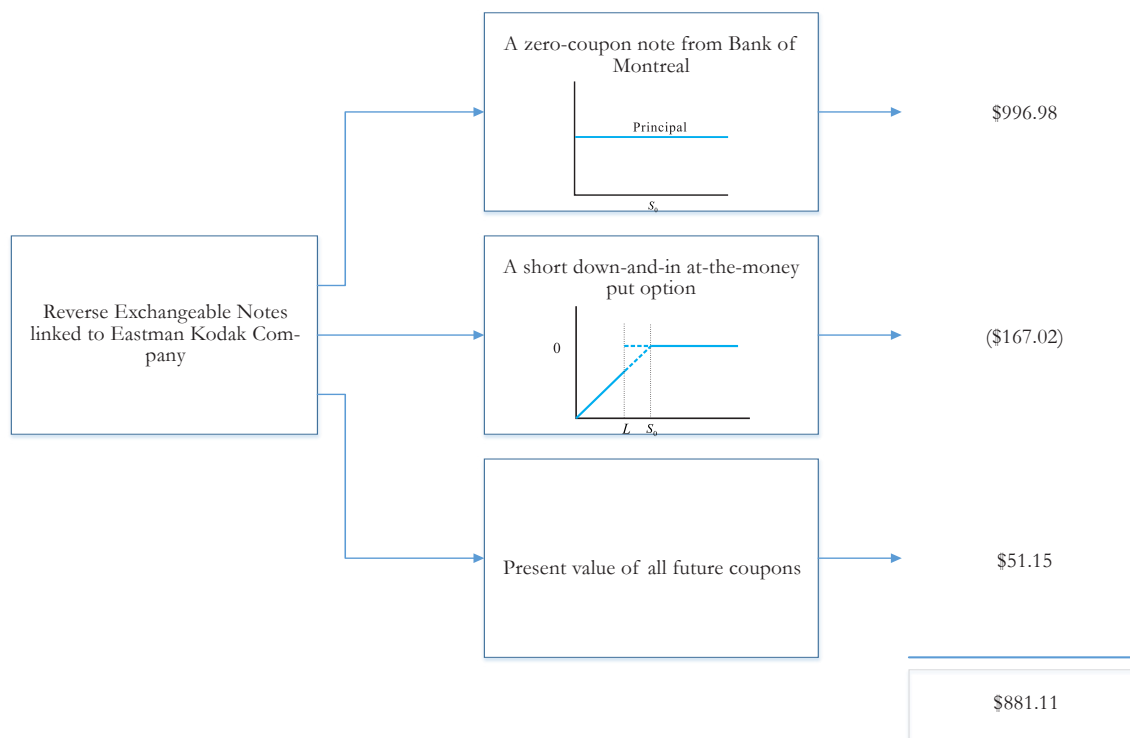 A zero-coupon note from Bank of
Montreal
Principal
S₀
$996.98
Reverse Exchangeable Notes
linked to Eastman Kodak Com-
pany
A short down-and-in at-the-money
put option
0
L S₀
($167.02)
Present value of all future coupons
$51.15
$881.11